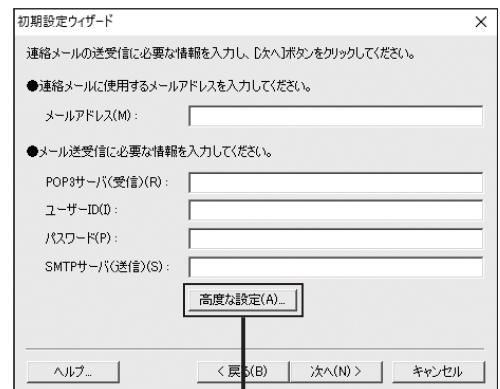 初期設定ウィザード
連絡メールの送受信に必要な情報を入力し、[次へ]ボタンをクリックしてください。
●連絡メールに使用するメールアドレスを入力してください。
メールアドレス(M)：
●メール送受信に必要な情報を入力してください。
POP3サーバ(受信)(R)：
ユーザーID(I)：
パスワード(P)：
SMTPサーバ(送信)(S)：
高度な設定(A)...
ヘルプ... < 戻る(B) 次へ(N) > キャンセル